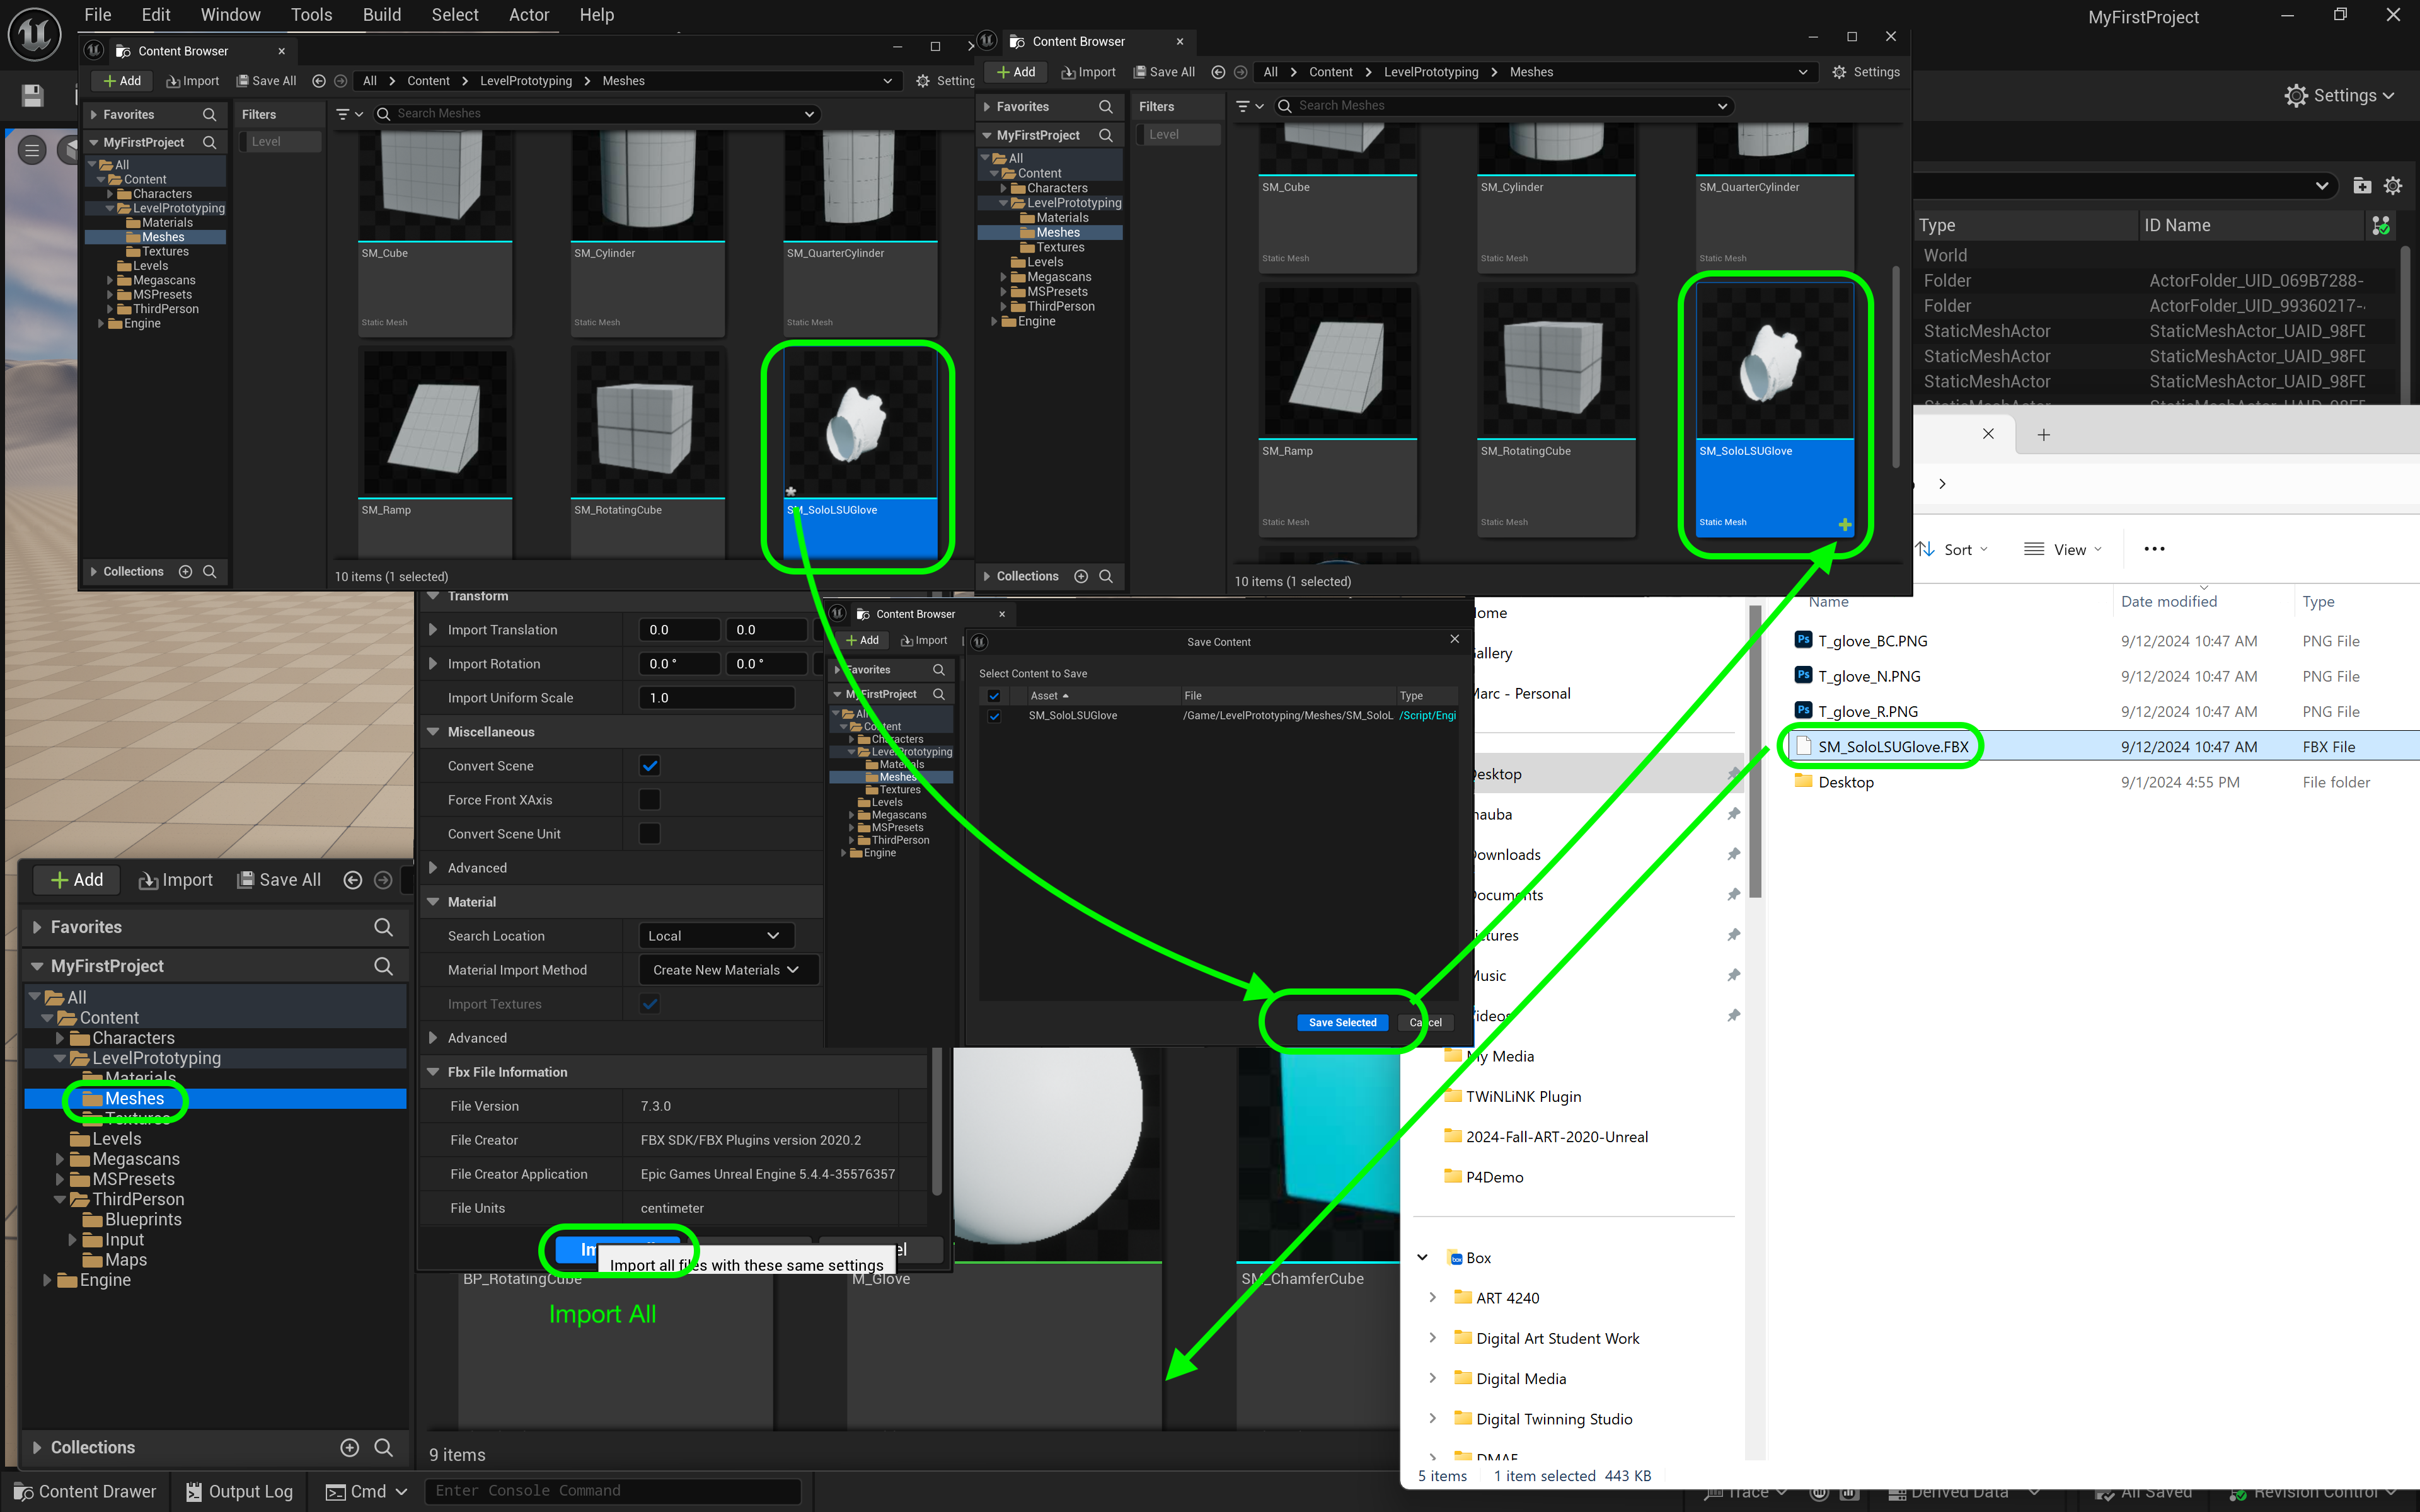 File Edit Window Tools Build Select Actor Help
MyFirstProject
Settings
Content Browser
Add Import Save All All Content LevelPrototyping Meshes Setting
Favorites
MyFirstProject
All
Content
Characters
LevelPrototyping
Materials
Meshes
Textures
Levels
Megascans
MSPresets
ThirdPerson
Engine
Collections
Filters
Level
Search Meshes
SM_Cube
Static Mesh
SM_Cylinder
Static Mesh
SM_QuarterCylinder
Static Mesh
SM_Ramp
SM_RotatingCube
SM_SoloLSUGlove
10 items (1 selected)
Content Browser
Add Import Save All All Content LevelPrototyping Meshes Settings
Favorites
MyFirstProject
All
Content
Characters
LevelPrototyping
Materials
Meshes
Textures
Levels
Megascans
MSPresets
ThirdPerson
Engine
Collections
Filters
Level
Search Meshes
SM_Cube
Static Mesh
SM_Cylinder
Static Mesh
SM_QuarterCylinder
Static Mesh
SM_Ramp
Static Mesh
SM_RotatingCube
Static Mesh
SM_SoloLSUGlove
Static Mesh
10 items (1 selected)
Type ID Name
World
Folder ActorFolder_UID_069B7288-
Folder ActorFolder_UID_99360217-
StaticMeshActor StaticMeshActor_UAID_98FD
StaticMeshActor StaticMeshActor_UAID_98FD
StaticMeshActor StaticMeshActor_UAID_98FD
Transform
Import Translation 0.0 0.0
Import Rotation 0.0 ° 0.0 °
Import Uniform Scale 1.0
Miscellaneous
Convert Scene
Force Front XAxis
Convert Scene Unit
Advanced
Material
Search Location Local
Material Import Method Create New Materials
Import Textures
Advanced
Fbx File Information
File Version 7.3.0
File Creator FBX SDK/FBX Plugins version 2020.2
File Creator Application Epic Games Unreal Engine 5.4.4-35576357
File Units centimeter
Import all files with these same settings
Import All
Content Browser
Add Import
Favorites
MyFirstProject
All
Content
Characters
LevelPrototyping
Materials
Meshes
Textures
Levels
Megascans
MSPresets
ThirdPerson
Engine
Save Content
Select Content to Save
Asset File Type
SM_SoloLSUGlove /Game/LevelPrototyping/Meshes/SM_SoloL /Script/Engi
Save Selected Cancel
Add Import Save All
Favorites
MyFirstProject
All
Content
Characters
LevelPrototyping
Materials
Meshes
Textures
Levels
Megascans
MSPresets
ThirdPerson
Blueprints
Input
Maps
Engine
Collections
BP_RotatingCube
M_Glove
SM_ChamferCube
9 items
Sort View
Name Date modified Type
T_glove_BC.PNG 9/12/2024 10:47 AM PNG File
T_glove_N.PNG 9/12/2024 10:47 AM PNG File
T_glove_R.PNG 9/12/2024 10:47 AM PNG File
SM_SoloLSUGlove.FBX 9/12/2024 10:47 AM FBX File
Desktop 9/1/2024 4:55 PM File folder
ome
allery
Marc - Personal
esktop
nauba
ownloads
ocuments
ictures
Music
ideos
My Media
TWiNLiNK Plugin
2024-Fall-ART-2020-Unreal
P4Demo
Box
ART 4240
Digital Art Student Work
Digital Media
Digital Twinning Studio
5 items 1 item selected 443 KB
Content Drawer Output Log Cmd Enter Console Command
Trace Derived Data All Saved Revision Control